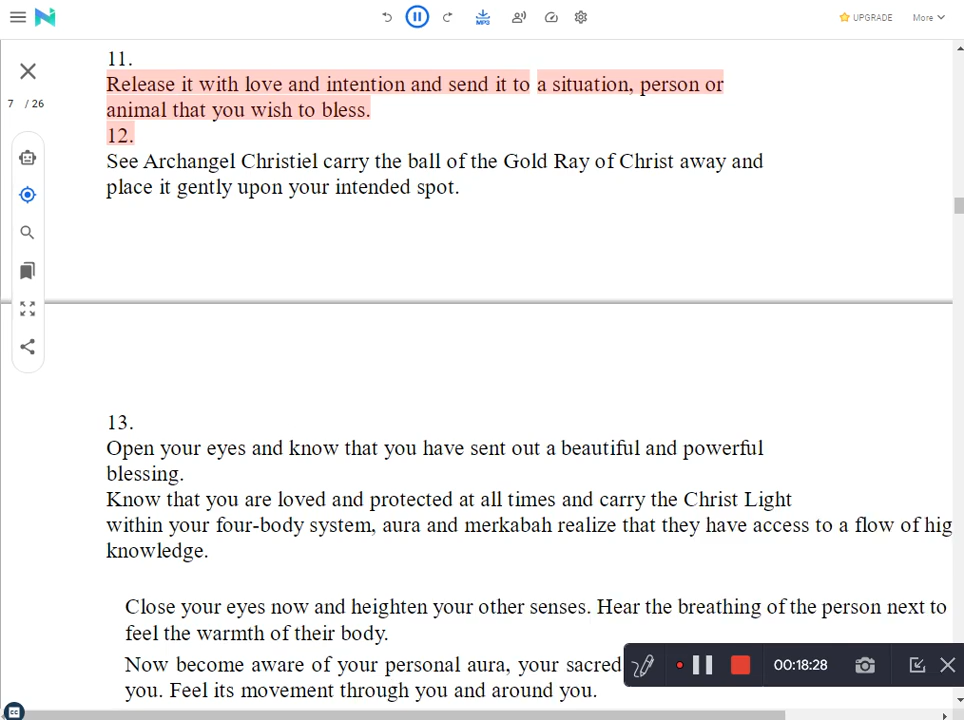 UPGRADE
More
MP3
7 / 26
11.
Release it with love and intention and send it to a situation, person or
animal that you wish to bless.
12.
See Archangel Christiel carry the ball of the Gold Ray of Christ away and
place it gently upon your intended spot.
13.
Open your eyes and know that you have sent out a beautiful and powerful
blessing.
Know that you are loved and protected at all times and carry the Christ Light
within your four-body system, aura and merkabah realize that they have access to a flow of hig
knowledge.
Close your eyes now and heighten your other senses. Hear the breathing of the person next to
feel the warmth of their body.
Now become aware of your personal aura, your sacred
you. Feel its movement through you and around you.
00:18:28
CC